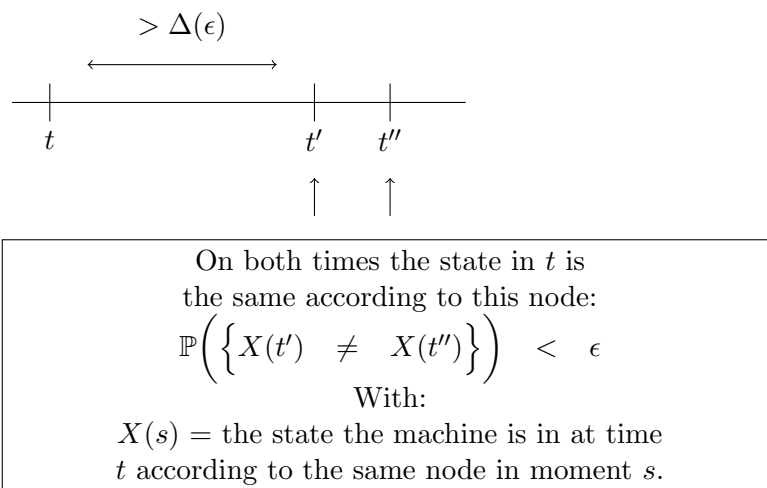 > Δ(ϵ)
t t′ t′′
On both times the state in t is
the same according to this node:
ℙ({X(t′) ≠ X(t′′)}) < ϵ
With:
X(s) = the state the machine is in at time
t according to the same node in moment s.